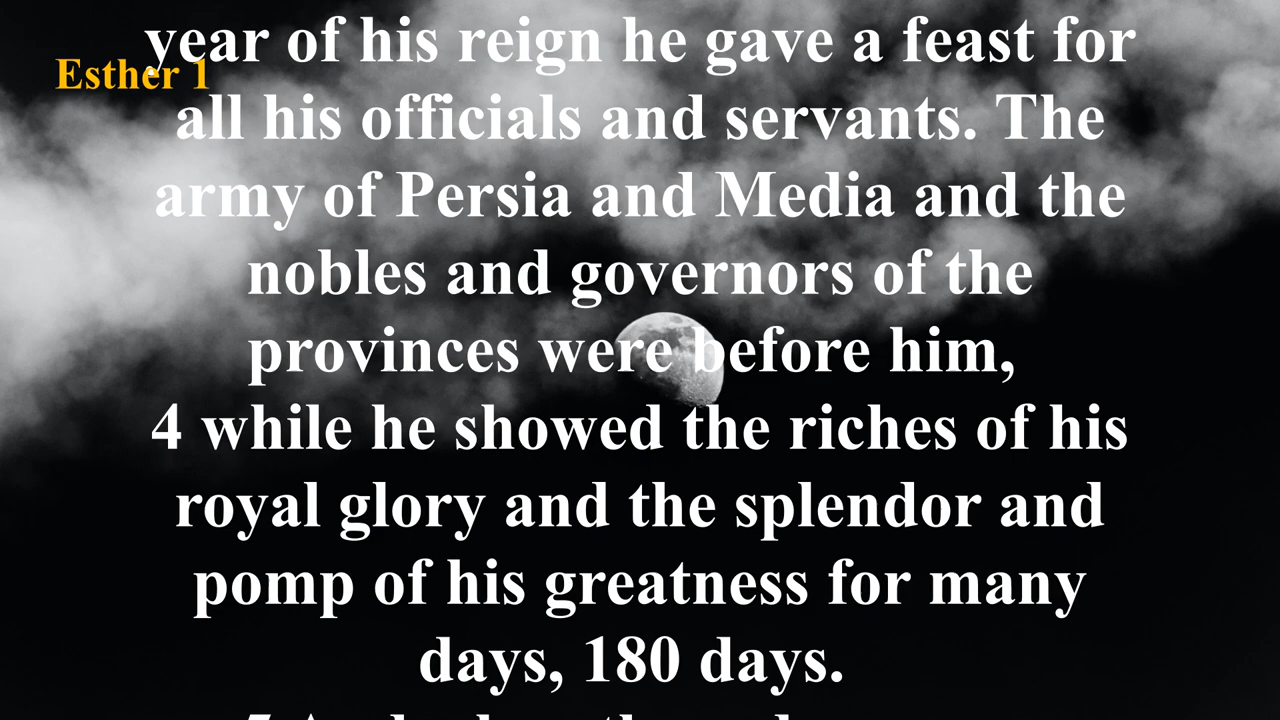 year of his reign he gave a feast for
Esther 1
all his officials and servants. The
army of Persia and Media and the
nobles and governors of the
provinces were before him,
4 while he showed the riches of his
royal glory and the splendor and
pomp of his greatness for many
days, 180 days.